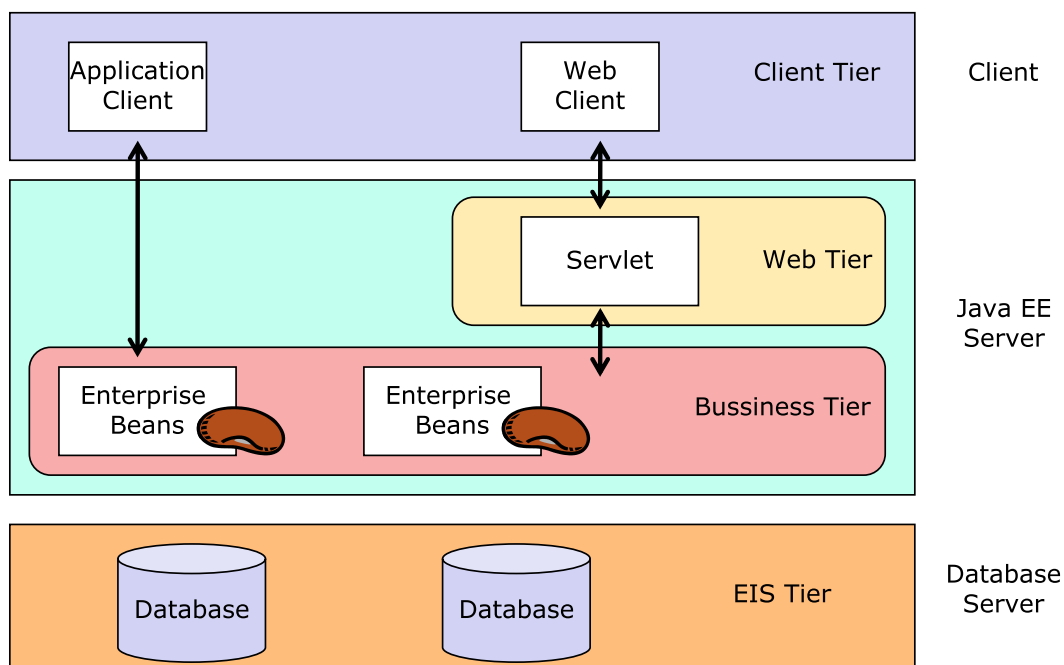 Application
Client
Web
Client
Client Tier
Client
Servlet
Web Tier
Java EE
Server
Enterprise
Beans
Enterprise
Beans
Bussiness Tier
Database
Database
EIS Tier
Database
Server